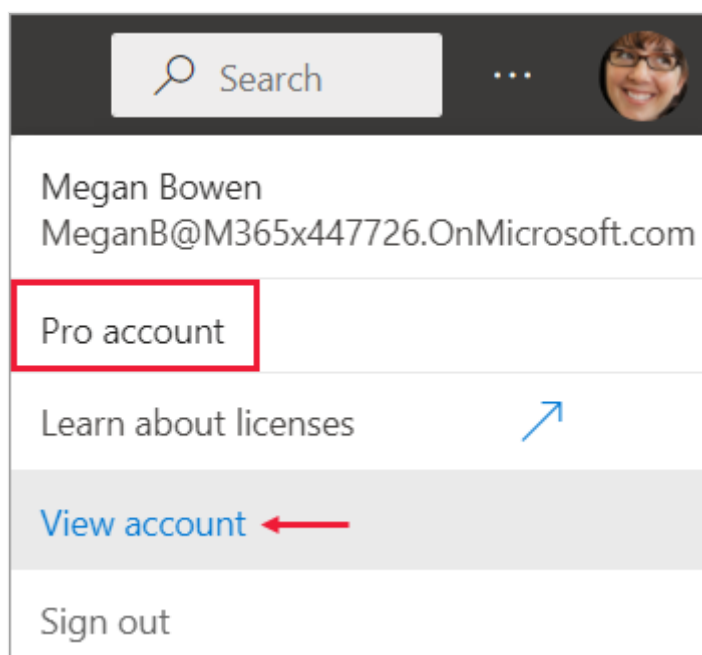 Search
Megan Bowen
MeganB@M365x447726.OnMicrosoft.com
Pro account
Learn about licenses
View account
Sign out